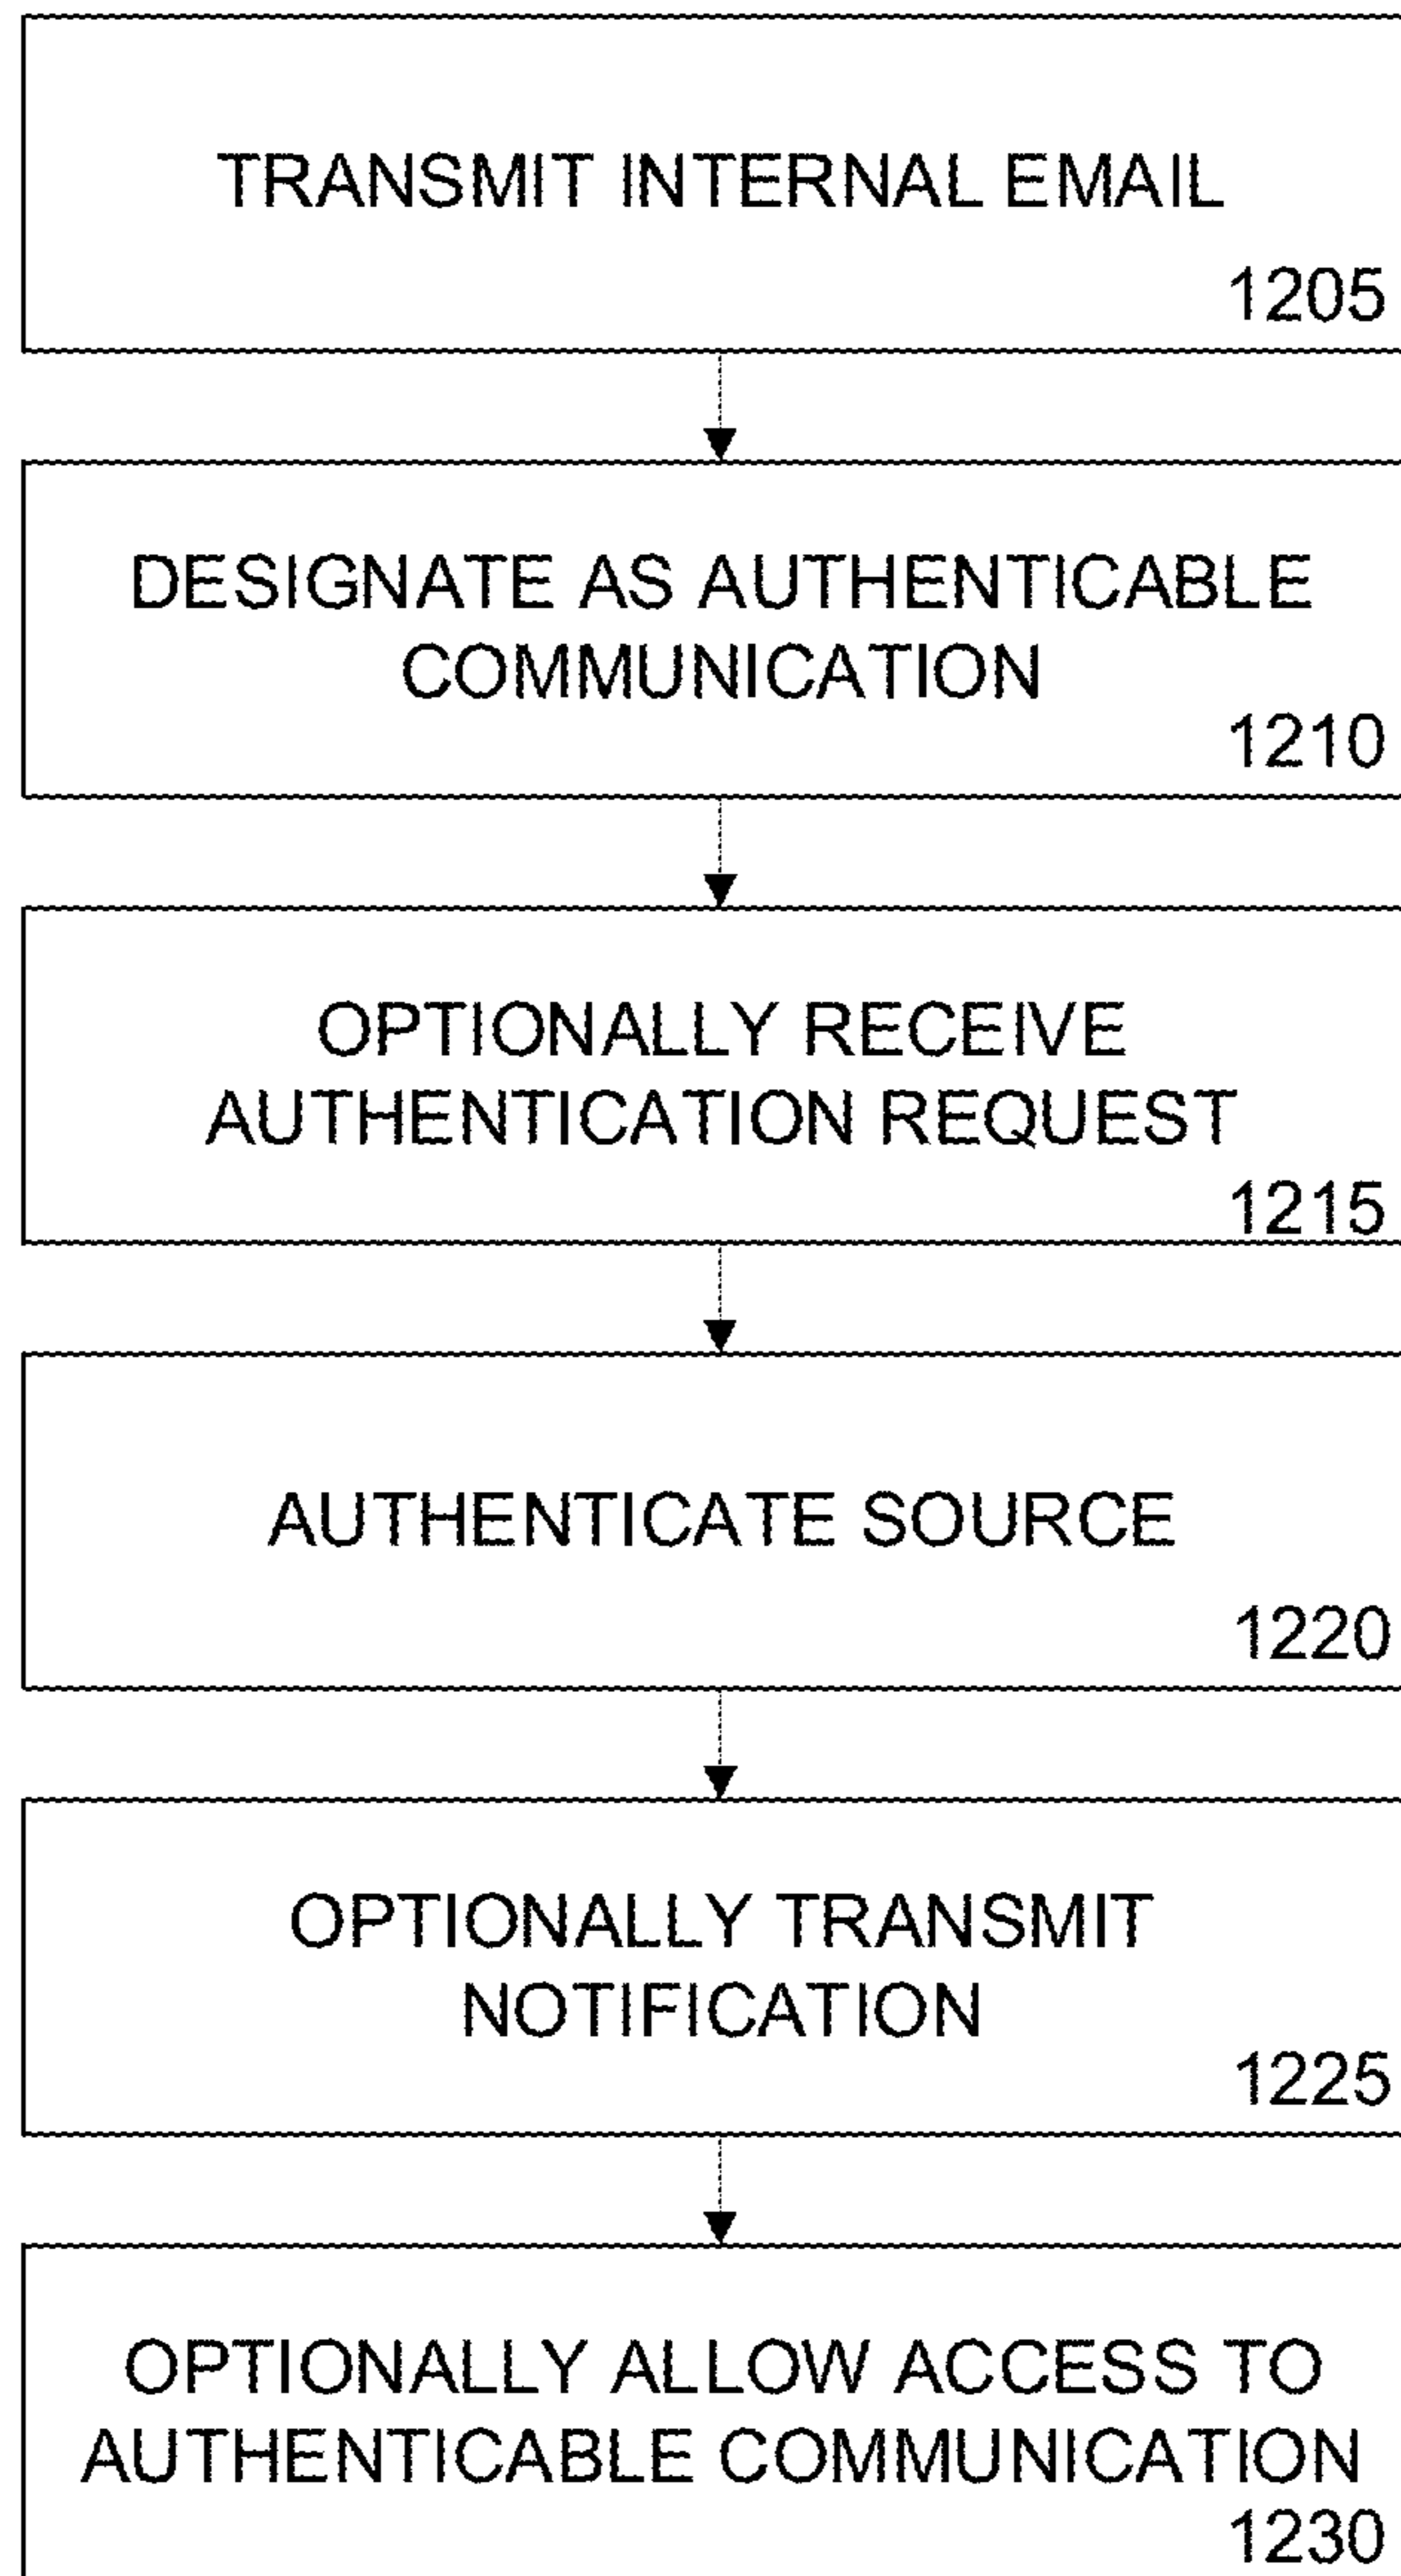 TRANSMIT INTERNAL EMAIL
1205
DESIGNATE AS AUTHENTICABLE
COMMUNICATION
1210
OPTIONALLY RECEIVE
AUTHENTICATION REQUEST
1215
AUTHENTICATE SOURCE
1220
OPTIONALLY TRANSMIT
NOTIFICATION
1225
OPTIONALLY ALLOW ACCESS TO
AUTHENTICABLE COMMUNICATION
1230